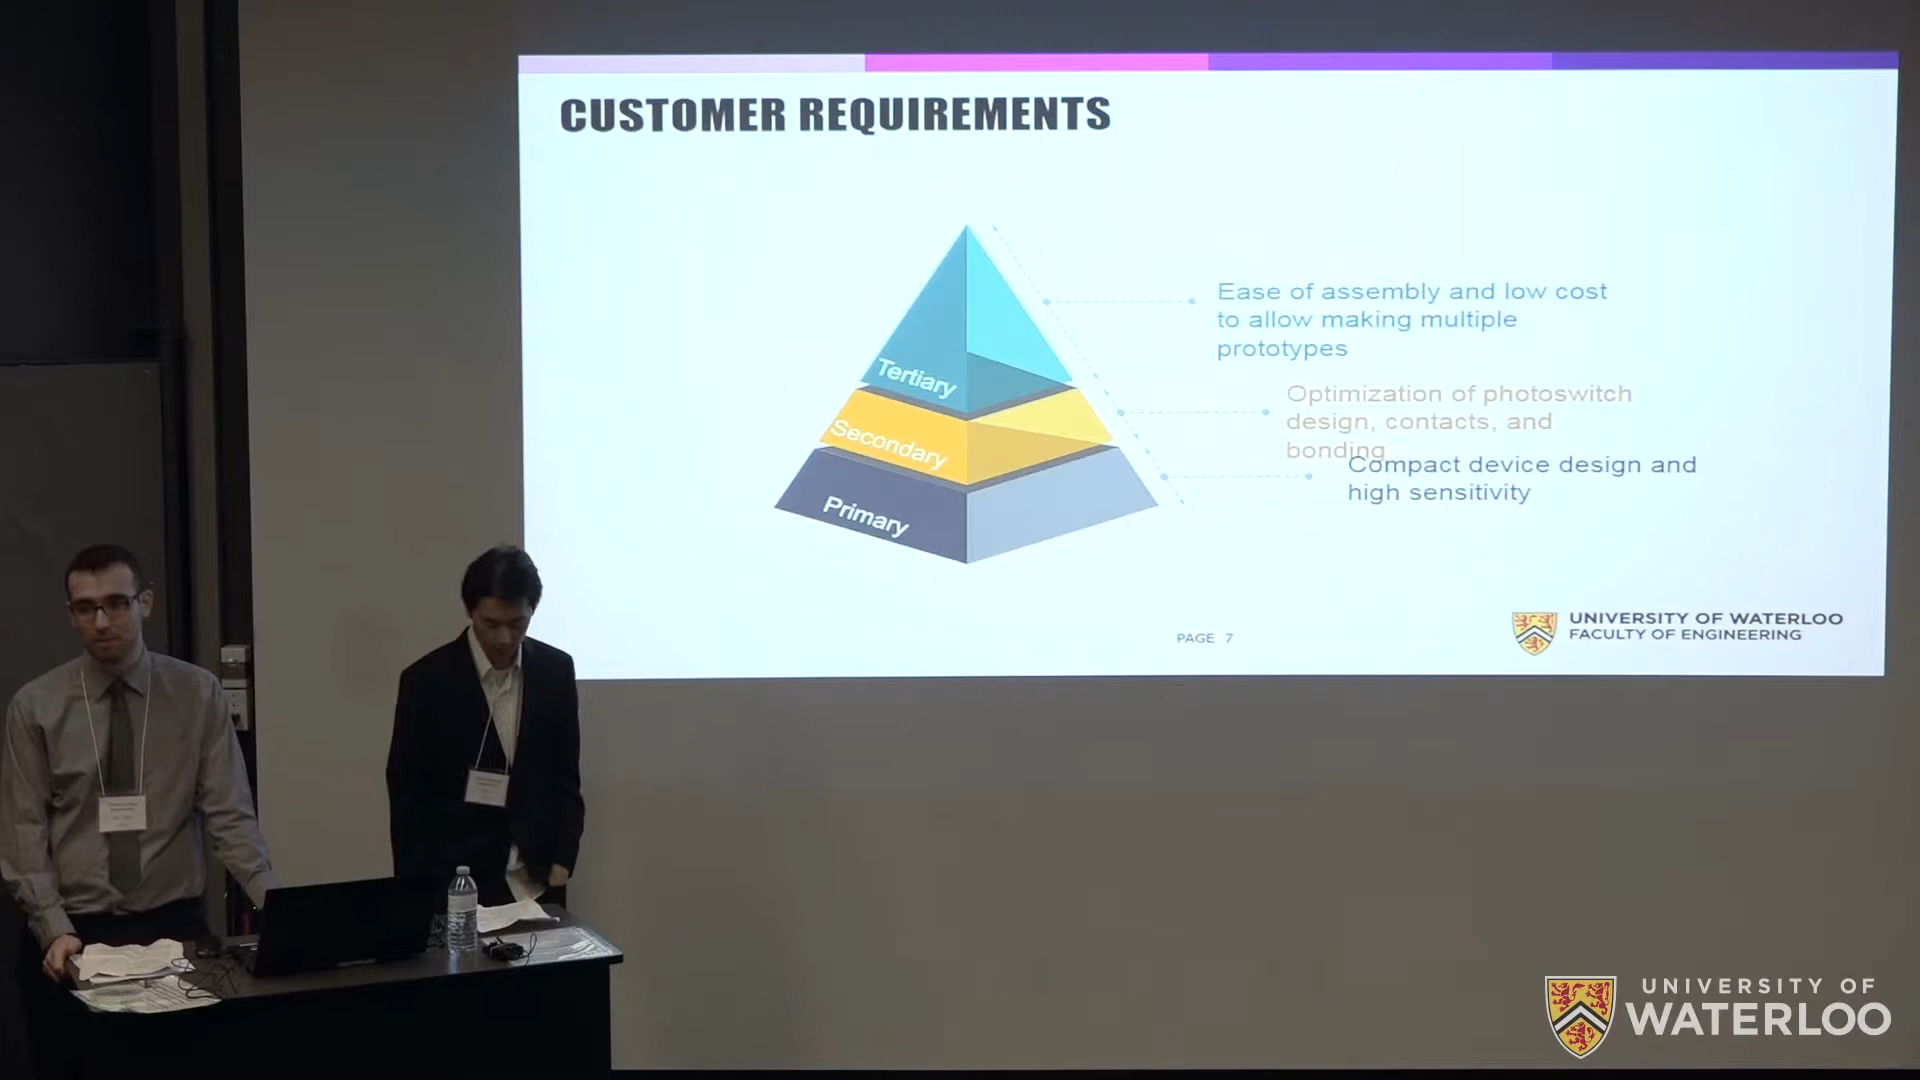 CUSTOMER REQUIREMENTS
Ease of assembly and low cost
to allow making multiple
prototypes
Tertiary
Optimization of photoswitch
design, contacts, and
bonding
Secondary
Compact device design and
high sensitivity
Primary
PAGE 7
UNIVERSITY OF WATERLOO
FACULTY OF ENGINEERING
UNIVERSITY OF
WATERLOO